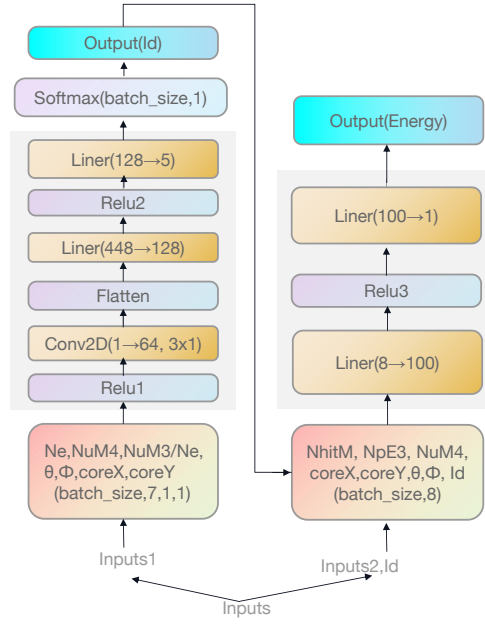 Output(Id)
Softmax(batch_size,1)
Liner(128→5)
Relu2
Liner(448→128)
Flatten
Conv2D(1→64, 3x1)
Relu1
Ne,NuM4,NuM3/Ne,
θ,Φ,coreX,coreY
(batch_size,7,1,1)
Inputs1
Output(Energy)
Liner(100→1)
Relu3
Liner(8→100)
NhitM, NpE3, NuM4,
coreX,coreY,θ,Φ, Id
(batch_size,8)
Inputs2,Id
Inputs